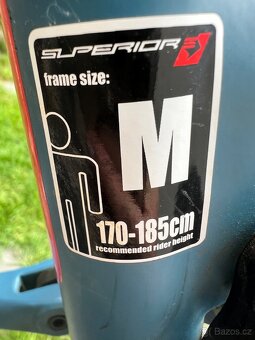 SUPERIOR
frame size:
M
170-185cm
recommended rider height
Bazos.cz